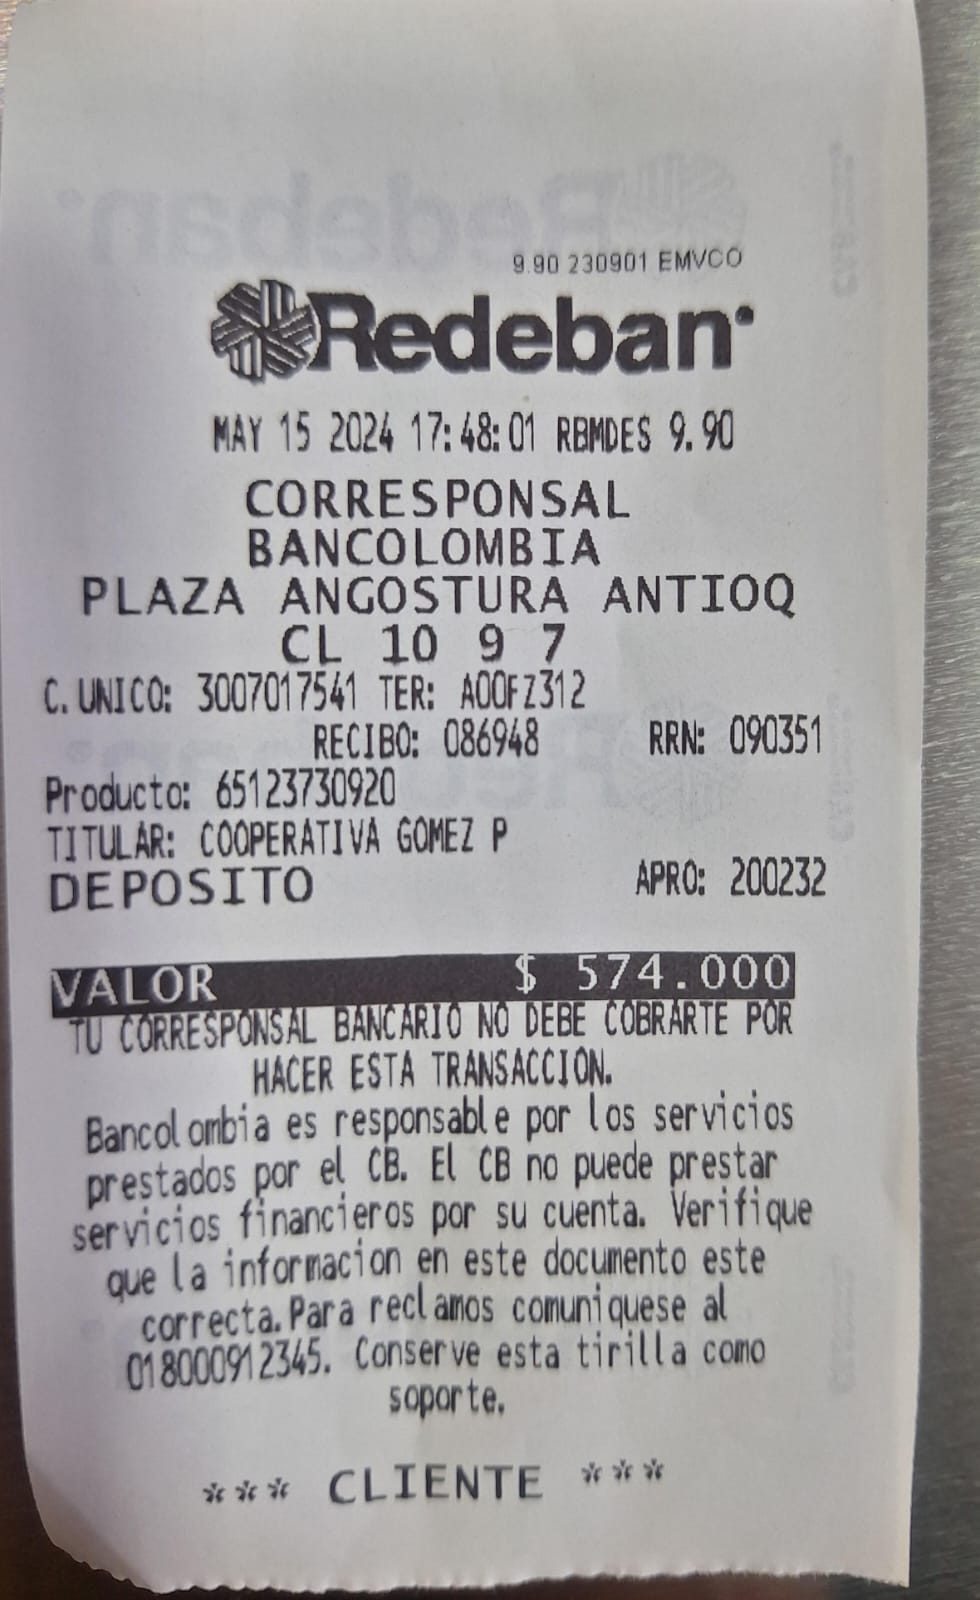 9.90 230901 EMVCO
Redeban
MAY 15 2024 17:48:01 RBMDES 9.90
CORRESPONSAL
BANCOLOMBIA
PLAZA ANGOSTURA ANTIOQ
CL 10 9 7
C. UNICO: 3007017541 TER: A00FZ312
RECIBO: 086948 RRN: 090351
Producto: 65123730920
TITULAR: COOPERATIVA GOMEZ P
DEPOSITO APRO: 200232
VALOR $ 574.000
TU CORRESPONSAL BANCARIO NO DEBE COBRARTE POR
HACER ESTA TRANSACCION.
Bancolombia es responsable por los servicios
prestados por el CB. El CB no puede prestar
servicios financieros por su cuenta. Verifique
que la informacion en este documento este
correcta. Para reclamos comuniquese al
018000912345. Conserve esta tirilla como
soporte.
*** CLIENTE ***